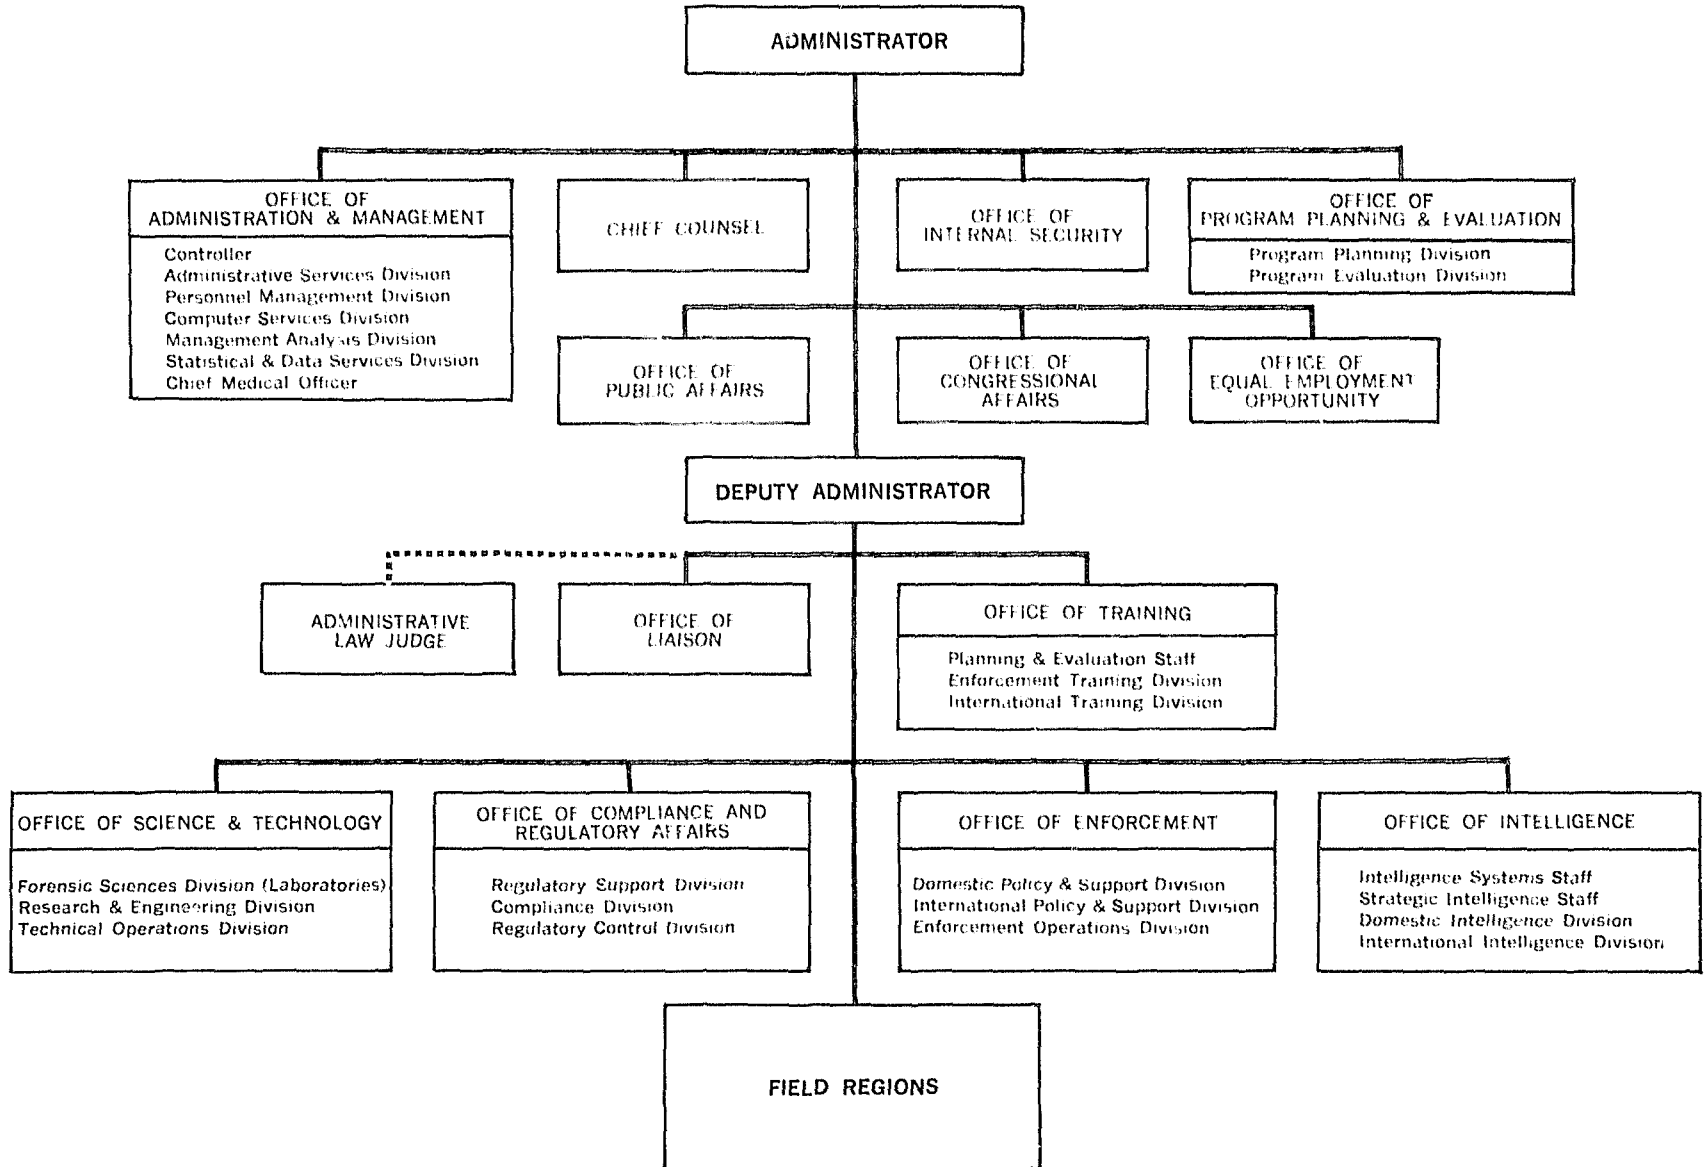 ADMINISTRATOR
OFFICE OF
ADMINISTRATION & MANAGEMENT
Controller
Administrative Services Division
Personnel Management Division
Computer Services Division
Management Analysis Division
Statistical & Data Services Division
Chief Medical Officer
CHIEF COUNSEL
OFFICE OF
INTERNAL SECURITY
OFFICE OF
PROGRAM PLANNING & EVALUATION
Program Planning Division
Program Evaluation Division
OFFICE OF
PUBLIC AFFAIRS
OFFICE OF
CONGRESSIONAL
AFFAIRS
OFFICE OF
EQUAL EMPLOYMENT
OPPORTUNITY
DEPUTY ADMINISTRATOR
ADMINISTRATIVE
LAW JUDGE
OFFICE OF
LIAISON
OFFICE OF TRAINING
Planning & Evaluation Staff
Enforcement Training Division
International Training Division
OFFICE OF SCIENCE & TECHNOLOGY
Forensic Sciences Division (Laboratories)
Research & Engineering Division
Technical Operations Division
OFFICE OF COMPLIANCE AND
REGULATORY AFFAIRS
Regulatory Support Division
Compliance Division
Regulatory Control Division
OFFICE OF ENFORCEMENT
Domestic Policy & Support Division
International Policy & Support Division
Enforcement Operations Division
OFFICE OF INTELLIGENCE
Intelligence Systems Staff
Strategic Intelligence Staff
Domestic Intelligence Division
International Intelligence Division
FIELD REGIONS